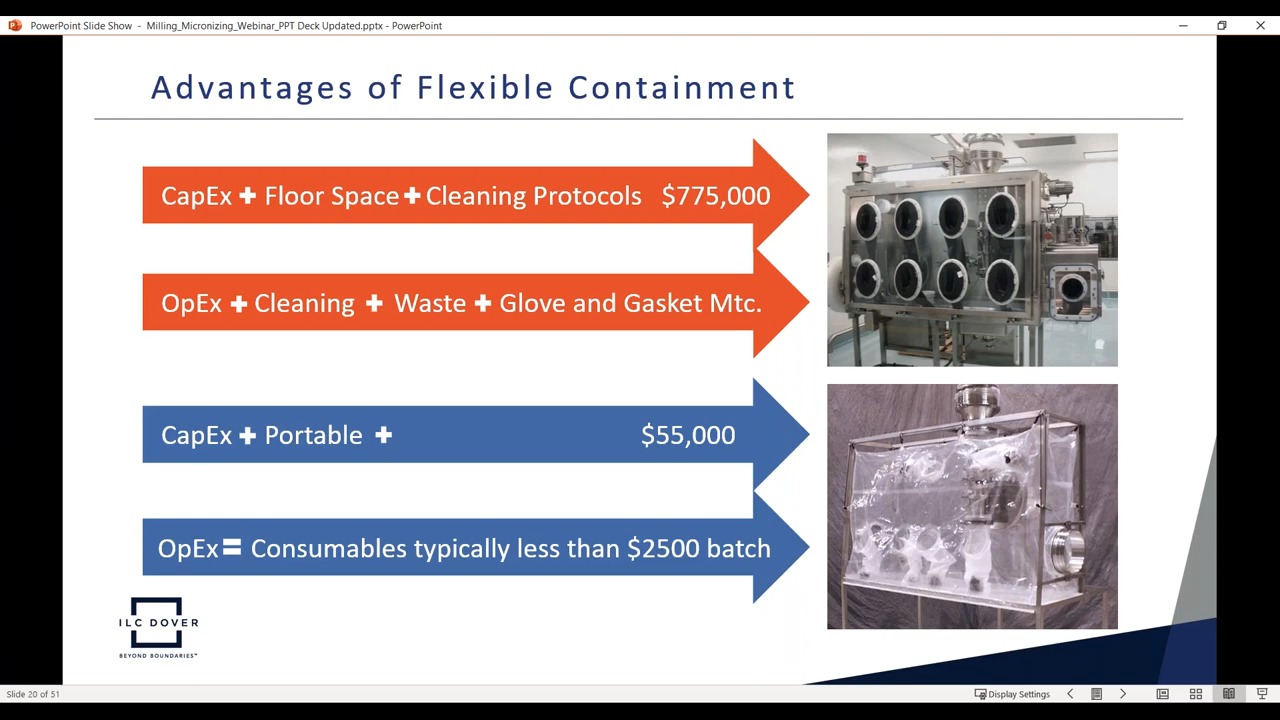 PowerPoint Slide Show - Milling_Micronizing_Webinar_PPT Deck Updated.pptx - PowerPoint
Advantages of Flexible Containment
CapEx + Floor Space + Cleaning Protocols $775,000
OpEx + Cleaning + Waste + Glove and Gasket Mtc.
CapEx + Portable + $55,000
OpEx = Consumables typically less than $2500 batch
ILC DOVER
BEYOND BOUNDARIES™
Slide 20 of 51
Display Settings